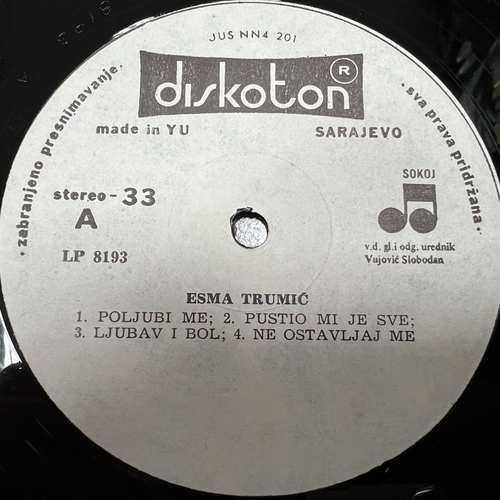 JUS NN4 201
diskoton ®
made in YU SARAJEVO
· zabranjeno presnimavanje ·
· sva prava pridržana ·
stereo - 33
A
LP 8193
SOKOJ
v.d. gl.i odg. urednik
Vujović Slobodan
ESMA TRUMIĆ
1. POLJUBI ME; 2. PUSTIO MI JE SVE;
3. LJUBAV I BOL; 4. NE OSTAVLJAJ ME